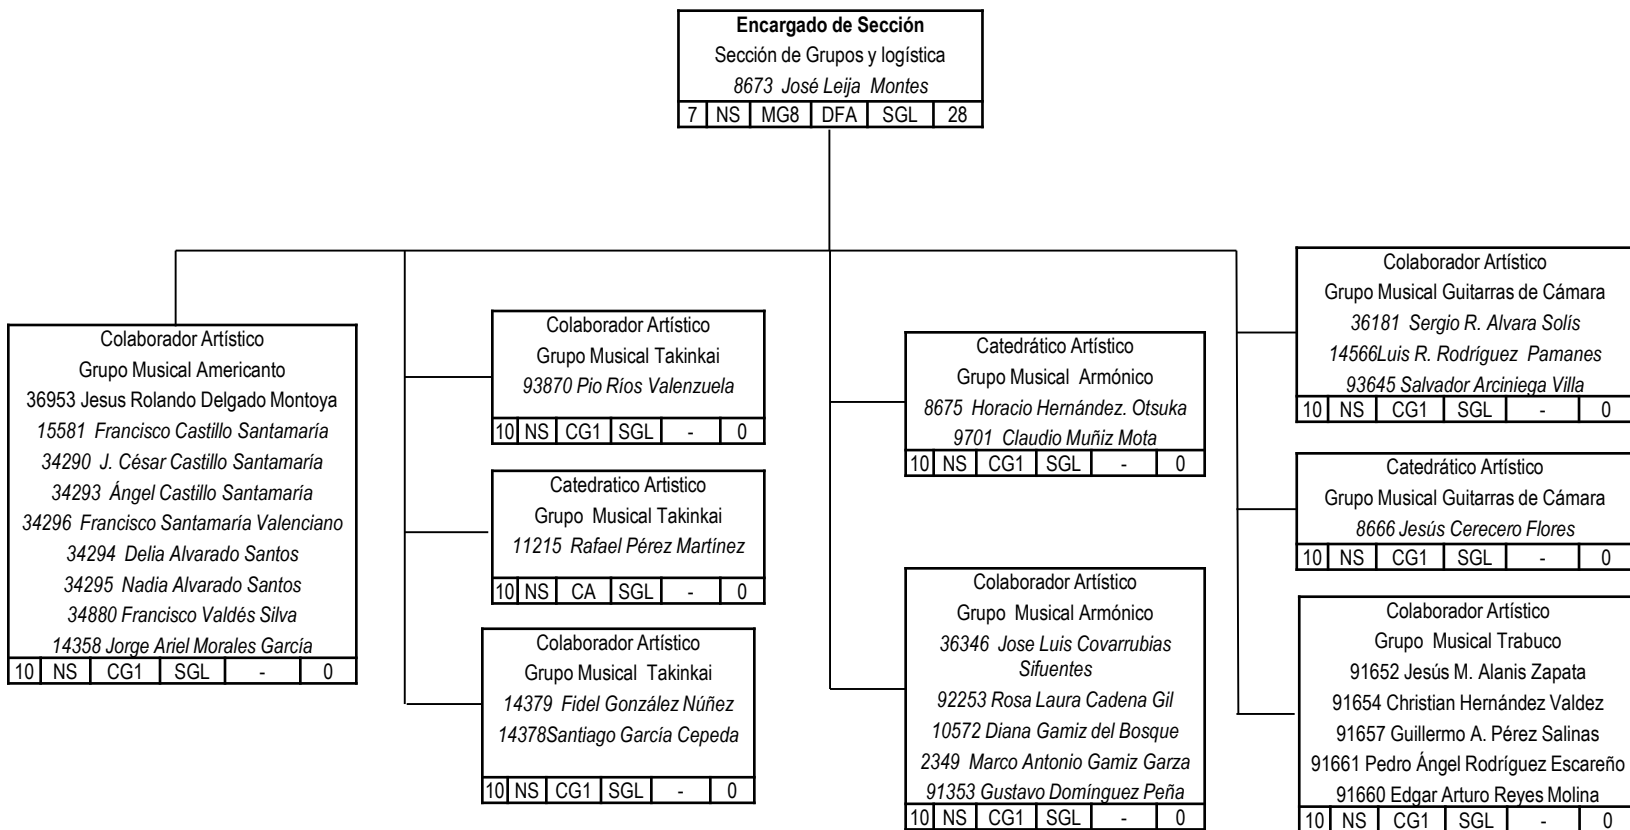 Encargado de Sección
Sección de Grupos y logística
8673 José Leija Montes
7 NS MG8 DFA SGL 28
Colaborador Artístico
Grupo Musical Americanto
36953 Jesus Rolando Delgado Montoya
15581 Francisco Castillo Santamaría
34290 J. César Castillo Santamaría
34293 Ángel Castillo Santamaría
34296 Francisco Santamaría Valenciano
34294 Delia Alvarado Santos
34295 Nadia Alvarado Santos
34880 Francisco Valdés Silva
14358 Jorge Ariel Morales García
10 NS CG1 SGL - 0
Colaborador Artístico
Grupo Musical Takinkai
93870 Pio Ríos Valenzuela
10 NS CG1 SGL - 0
Catedratico Artistico
Grupo Musical Takinkai
11215 Rafael Pérez Martínez
10 NS CA SGL - 0
Colaborador Artístico
Grupo Musical Takinkai
14379 Fidel González Núñez
14378Santiago García Cepeda
10 NS CG1 SGL - 0
Catedrático Artístico
Grupo Musical Armónico
8675 Horacio Hernández. Otsuka
9701 Claudio Muñiz Mota
10 NS CG1 SGL - 0
Colaborador Artístico
Grupo Musical Armónico
36346 Jose Luis Covarrubias
Sifuentes
92253 Rosa Laura Cadena Gil
10572 Diana Gamiz del Bosque
2349 Marco Antonio Gamiz Garza
91353 Gustavo Domínguez Peña
10 NS CG1 SGL - 0
Colaborador Artístico
Grupo Musical Guitarras de Cámara
36181 Sergio R. Alvara Solís
14566Luis R. Rodríguez Pamanes
93645 Salvador Arciniega Villa
10 NS CG1 SGL - 0
Catedrático Artístico
Grupo Musical Guitarras de Cámara
8666 Jesús Cerecero Flores
10 NS CG1 SGL - 0
Colaborador Artístico
Grupo Musical Trabuco
91652 Jesús M. Alanis Zapata
91654 Christian Hernández Valdez
91657 Guillermo A. Pérez Salinas
91661 Pedro Ángel Rodríguez Escareño
91660 Edgar Arturo Reyes Molina
10 NS CG1 SGL - 0